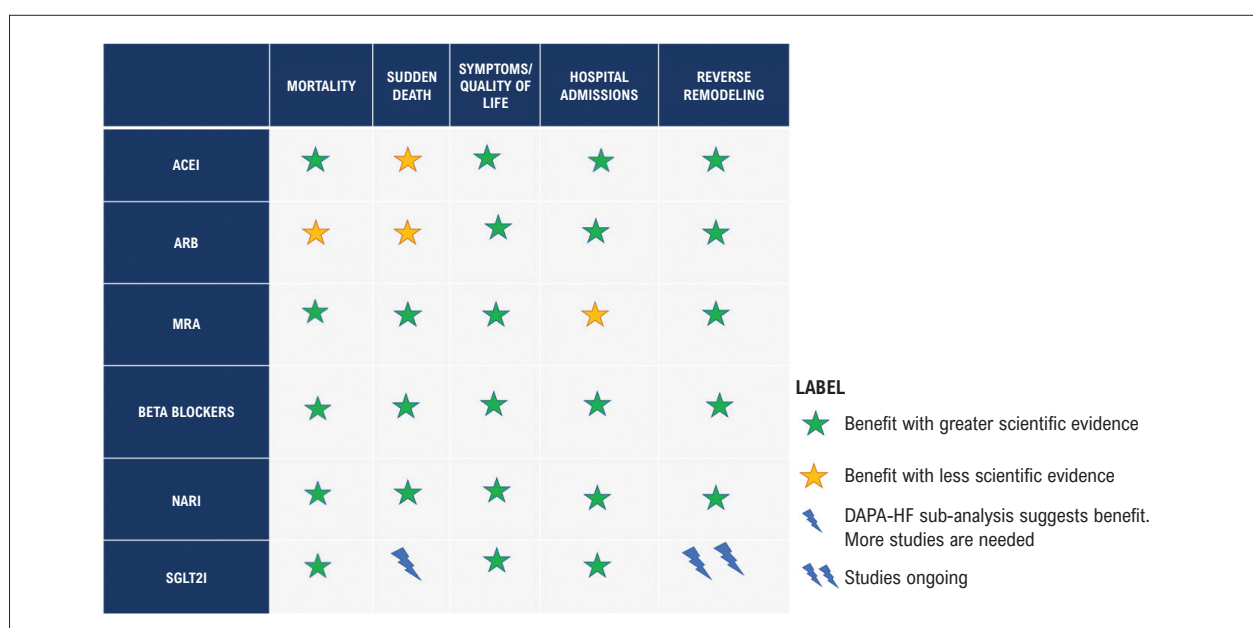 MORTALITY
SUDDEN
DEATH
SYMPTOMS/
QUALITY OF
LIFE
HOSPITAL
ADMISSIONS
REVERSE
REMODELING
ACEI
ARB
MRA
BETA BLOCKERS
NARI
SGLT2I
LABEL
Benefit with greater scientific evidence
Benefit with less scientific evidence
DAPA-HF sub-analysis suggests benefit.
More studies are needed
Studies ongoing